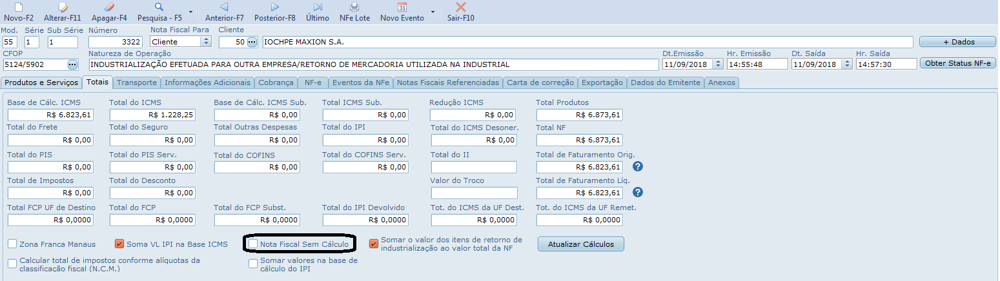 Novo-F2 Alterar-F11 Apagar-F4 Pesquisa - F5 Anterior-F7 Posterior-F8 Último NFe Lote 31 Novo Evento Sair-F10
Mod. Série Sub Série Número Nota Fiscal Para Cliente
55 1 1 3322 Cliente 50 IOCHPE MAXION S.A. + Dados
CFOP Natureza de Operação Dt.Emissão Hr. Emissão Dt. Saída Hr. Saída
5124/5902 INDUSTRIALIZAÇÃO EFETUADA PARA OUTRA EMPRESA/RETORNO DE MERCADORIA UTILIZADA NA INDUSTRIAL 11/09/2018 14:55:48 11/09/2018 14:57:30 Obter Status NF-e
Produtos e Serviços Totais Transporte Informações Adicionais Cobrança NF-e Eventos da NFe Notas Fiscais Referenciadas Carta de correção Exportação Dados do Emitente Anexos
Base de Cálc. ICMS Total do ICMS Base de Cálc. ICMS Sub. Total ICMS Sub. Redução ICMS Total Produtos
R$ 6.823,61 R$ 1.228,25 R$ 0,00 R$ 0,00 R$ 0,00 R$ 6.873,61
Total do Frete Total do Seguro Total Outras Despesas Total do IPI Total do ICMS Desoner. Total NF
R$ 0,00 R$ 0,00 R$ 0,00 R$ 0,00 R$ 0,00 R$ 6.873,61
Total do PIS Total do PIS Serv. Total do COFINS Total do COFINS Serv. Total do II Total de Faturamento Orig.
R$ 0,00 R$ 0,00 R$ 0,00 R$ 0,00 R$ 6.823,61 ?
Total de Impostos Total do Desconto Valor do Troco Total de Faturamento Líq.
R$ 0,00 R$ 0,00 R$ 6.823,61 ?
Total FCP UF de Destino Total do FCP Total do FCP Subst. Total do IPI Devolvido Tot. do ICMS da UF Dest. Tot. do ICMS da UF Remet.
R$ 0,0000 R$ 0,0000 R$ 0,0000 R$ 0,0000 R$ 0,0000 R$ 0,0000
Zona Franca Manaus Soma VL IPI na Base ICMS Nota Fiscal Sem Cálculo Somar o valor dos itens de retorno de
industrialização ao valor total da NF Atualizar Cálculos
Calcular total de impostos conforme alíquotas da
classificação fiscal (N.C.M.)
Somar valores na base de
cálculo do IPI